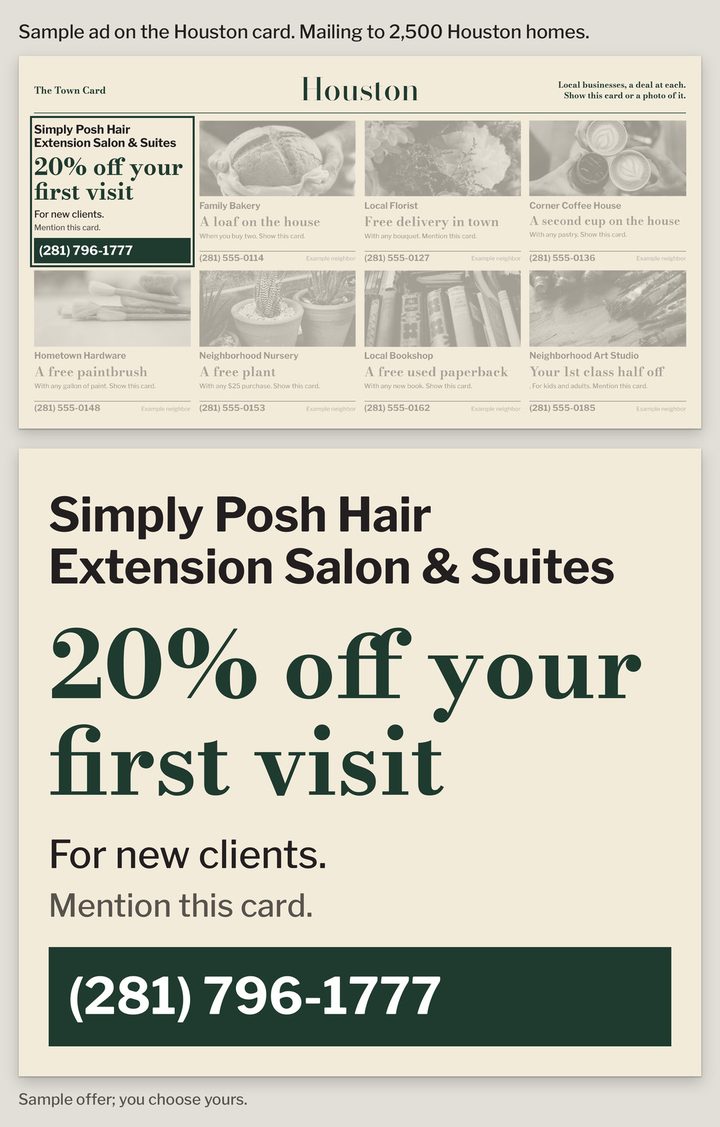 Sample ad on the Houston card. Mailing to 2,500 Houston homes.
The Town Card
Houston
Local businesses, a deal at each.
Show this card or a photo of it.
Simply Posh Hair
Extension Salon & Suites
20% off your
first visit
For new clients.
Mention this card.
(281) 796-1777
Family Bakery
A loaf on the house
When you buy two. Show this card.
(281) 555-0114
Example neighbor
Local Florist
Free delivery in town
With any bouquet. Mention this card.
(281) 555-0127
Example neighbor
Corner Coffee House
A second cup on the house
With any pastry. Show this card.
(281) 555-0136
Example neighbor
Hometown Hardware
A free paintbrush
With any gallon of paint. Show this card.
(281) 555-0148
Example neighbor
Neighborhood Nursery
A free plant
With any $25 purchase. Show this card.
(281) 555-0153
Example neighbor
Local Bookshop
A free used paperback
With any new book. Show this card.
(281) 555-0162
Example neighbor
Neighborhood Art Studio
Your 1st class half off
For kids and adults. Mention this card.
(281) 555-0185
Example neighbor
Simply Posh Hair
Extension Salon & Suites
20% off your
first visit
For new clients.
Mention this card.
(281) 796-1777
Sample offer; you choose yours.